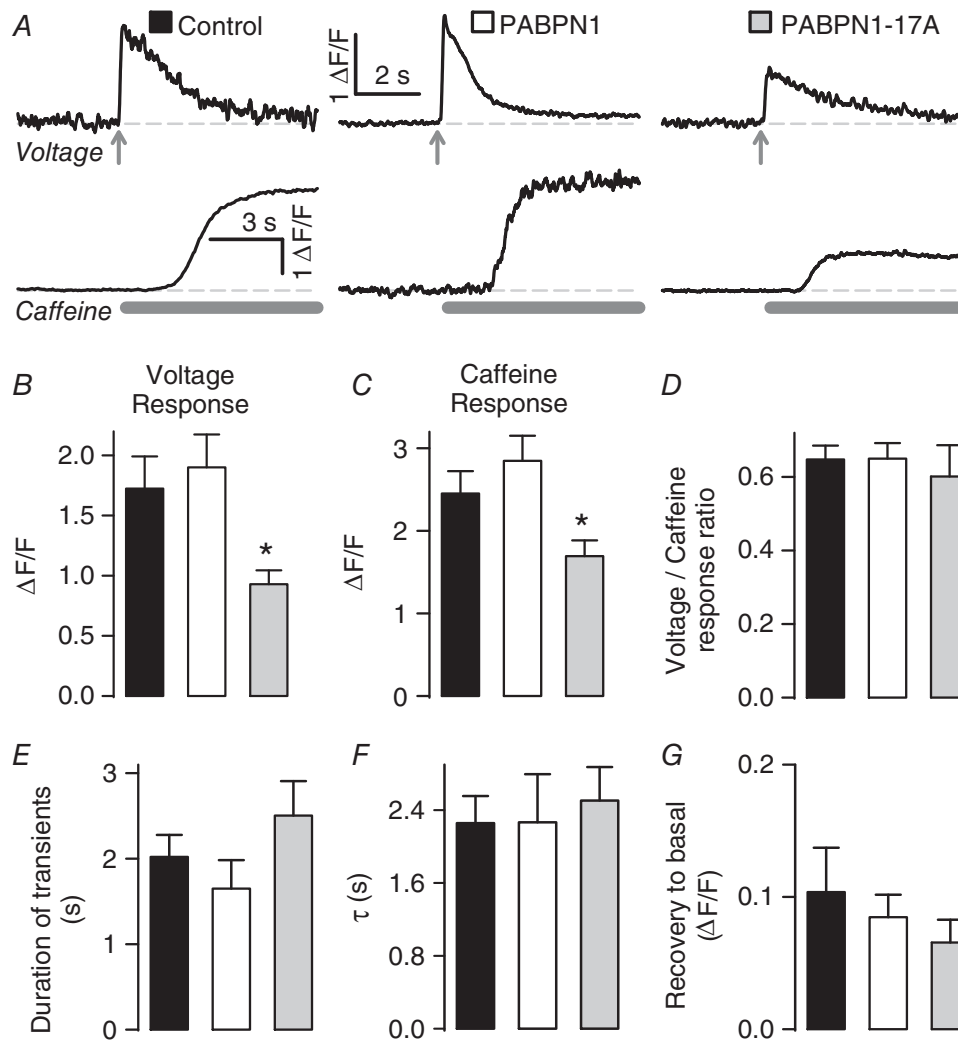 A
Control
PABPN1
PABPN1-17A
1 ΔF/F
2 s
Voltage
3 s
1 ΔF/F
Caffeine
B
Voltage
Response
ΔF/F
2.0
1.5
1.0
0.5
0.0
*
C
Caffeine
Response
ΔF/F
3
2
1
0
*
D
Voltage / Caffeine
response ratio
0.6
0.4
0.2
0.0
E
Duration of transients
(s)
3
2
1
0
F
τ (s)
2.4
1.6
0.8
0.0
G
Recovery to basal
(ΔF/F)
0.2
0.1
0.0